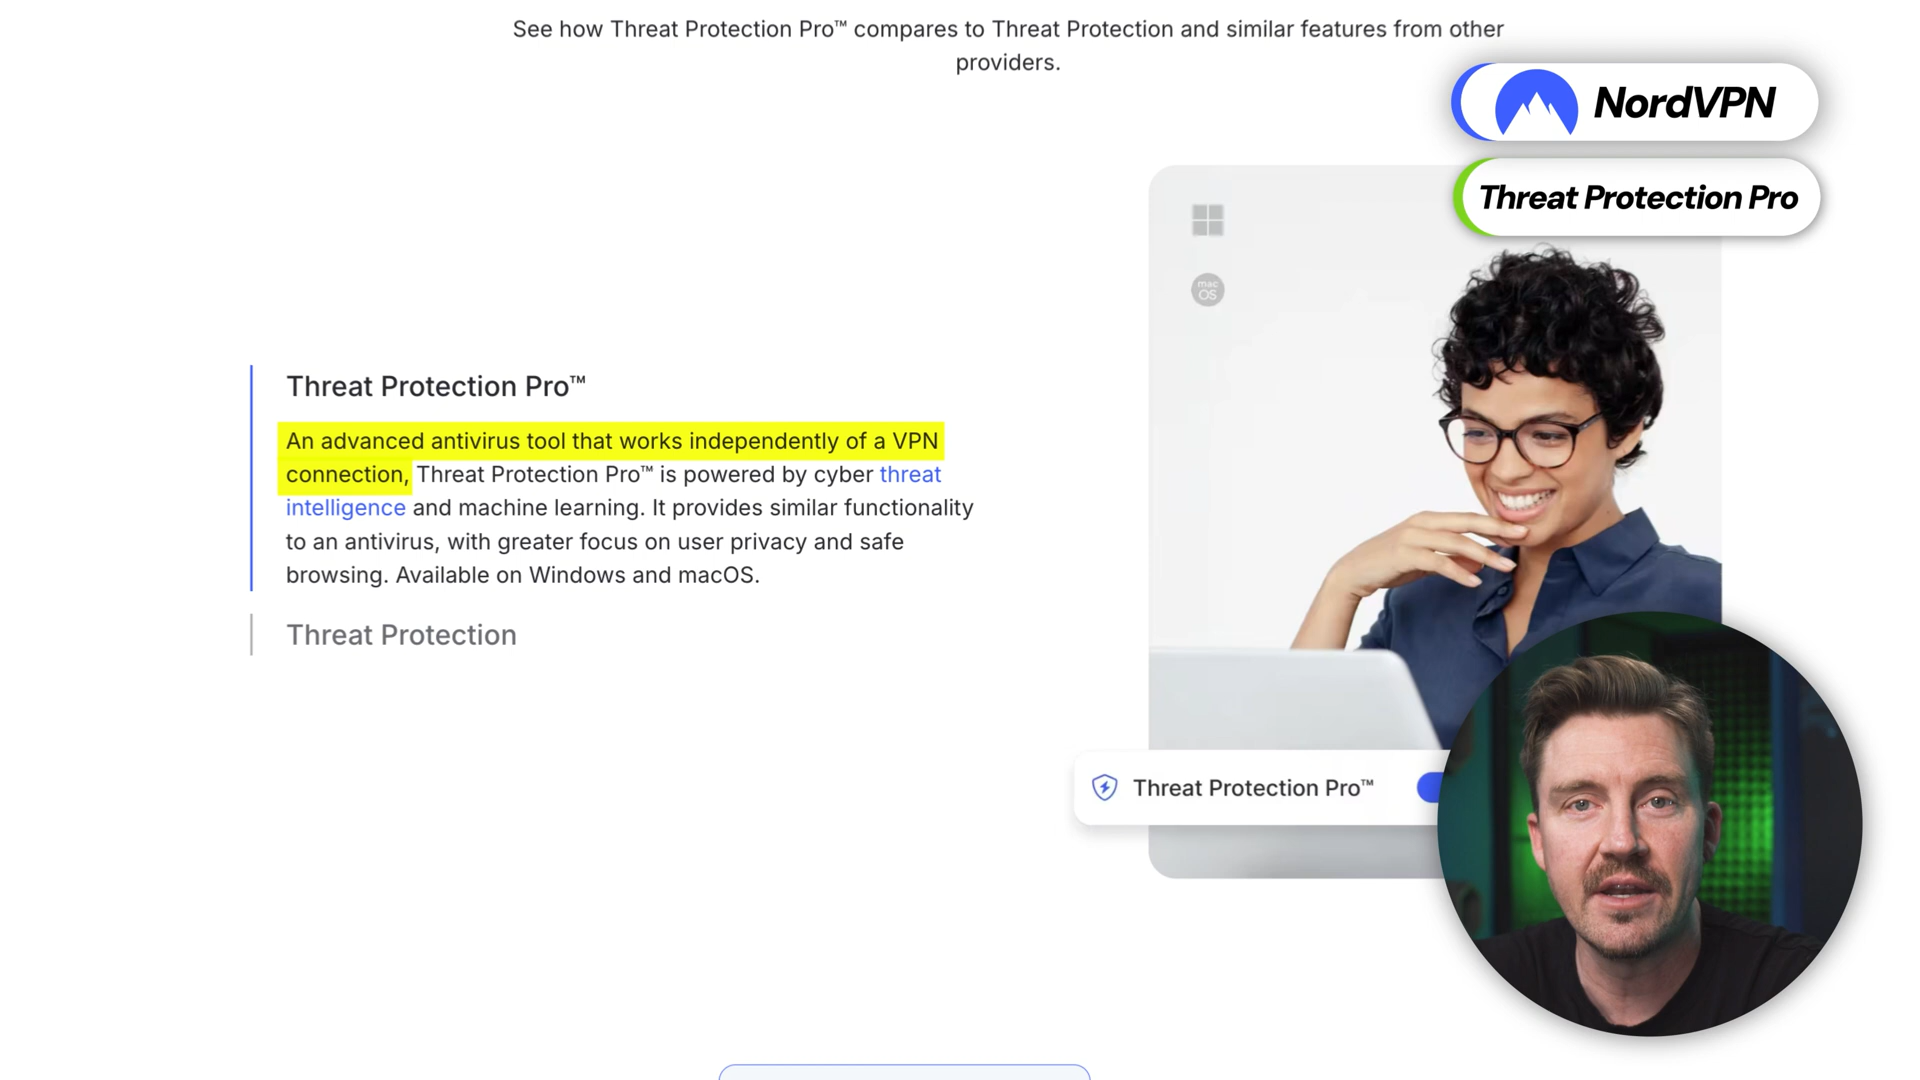 See how Threat Protection Pro™ compares to Threat Protection and similar features from other
providers.
NordVPN
Threat Protection Pro
mac
OS
Threat Protection Pro™
An advanced antivirus tool that works independently of a VPN
connection, Threat Protection Pro™ is powered by cyber threat
intelligence and machine learning. It provides similar functionality
to an antivirus, with greater focus on user privacy and safe
browsing. Available on Windows and macOS.
Threat Protection
Threat Protection Pro™